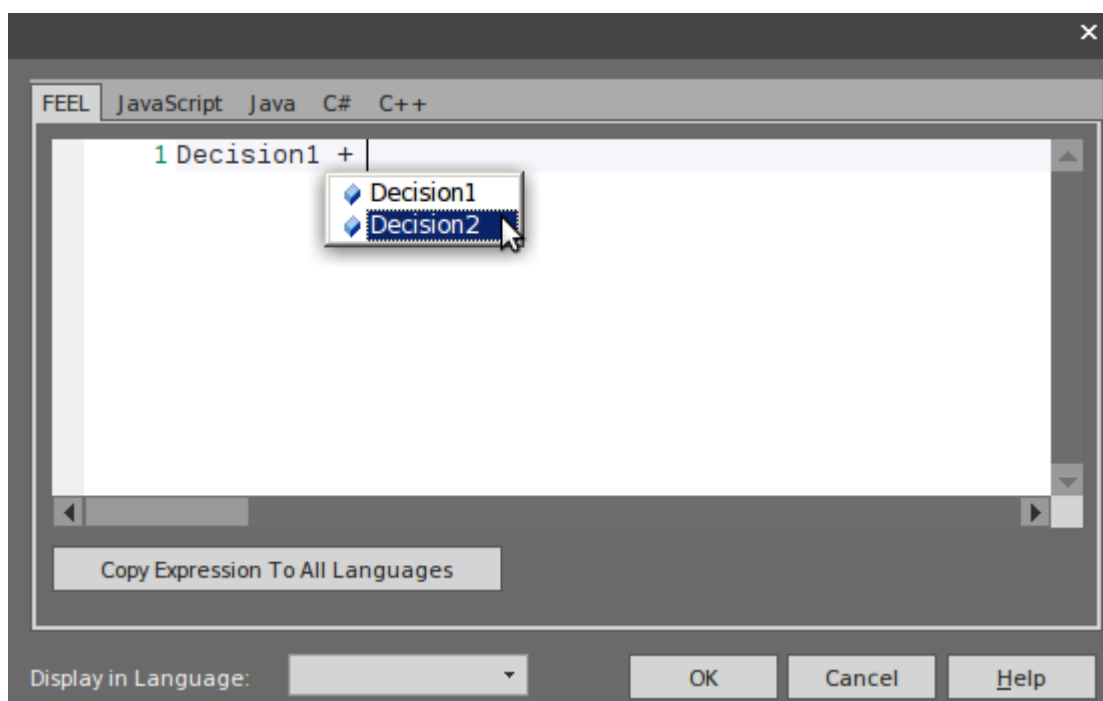 FEEL JavaScript Java C# C++
1 Decision1 +
Decision1
Decision2
Copy Expression To All Languages
Display in Language: OK Cancel Help